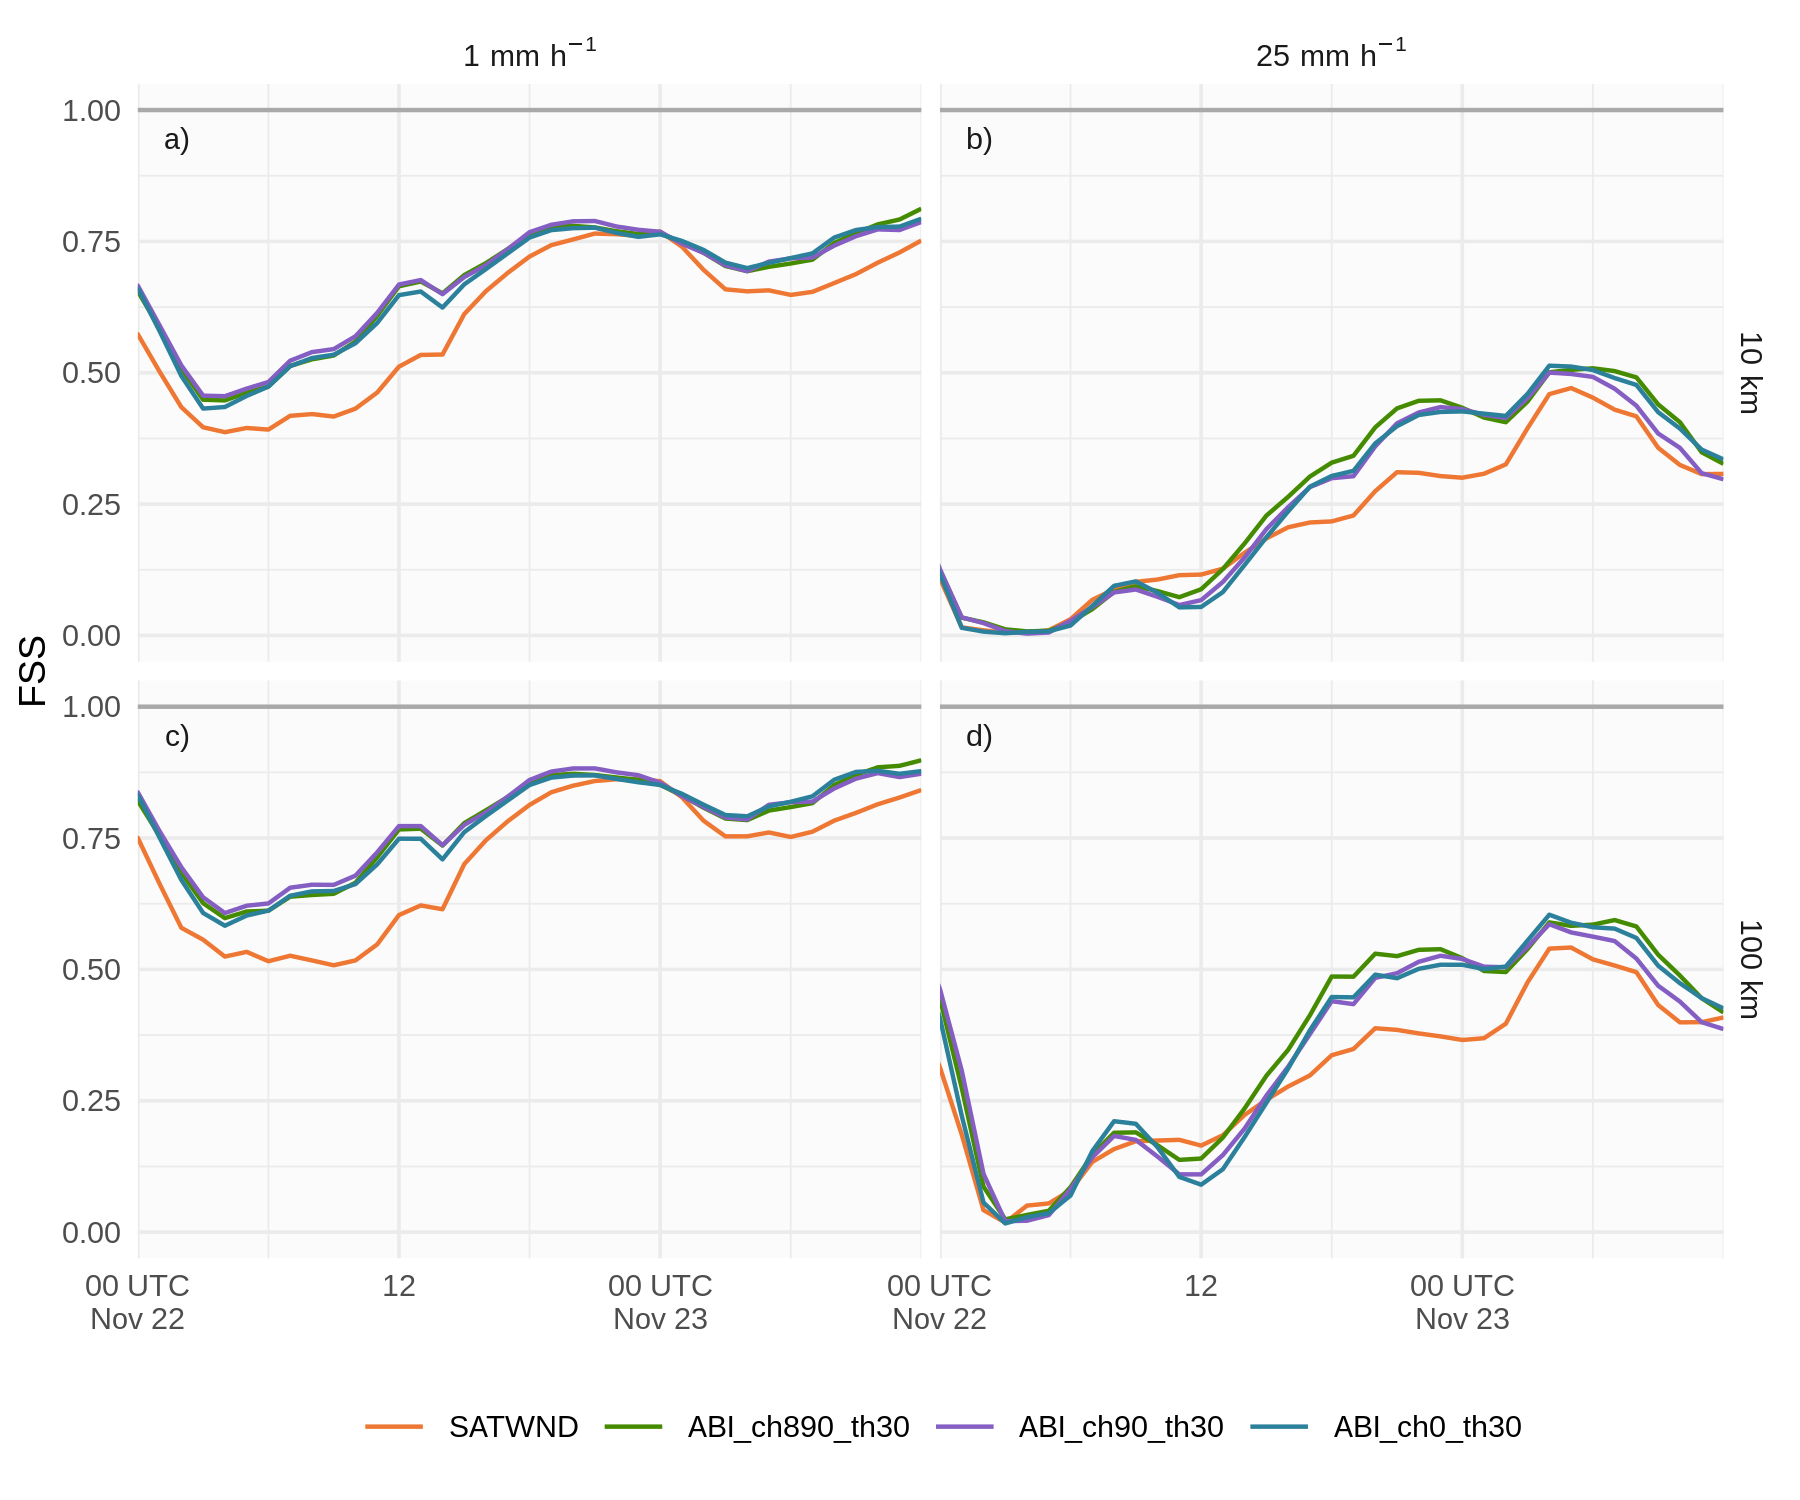 1 mm h⁻¹
25 mm h⁻¹
1.00
0.75
0.50
0.25
0.00
a)
b)
10 km
FSS
1.00
0.75
0.50
0.25
0.00
c)
d)
100 km
00 UTC
Nov 22
12
00 UTC
Nov 23
00 UTC
Nov 22
12
00 UTC
Nov 23
SATWND ABI_ch890_th30 ABI_ch90_th30 ABI_ch0_th30